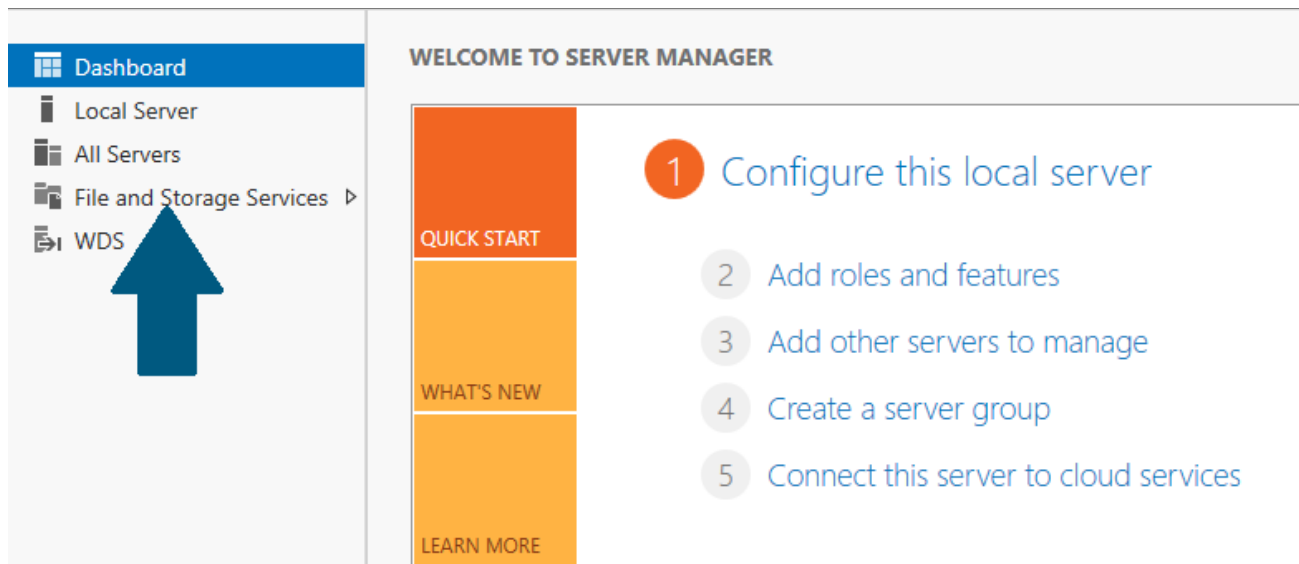 Dashboard
Local Server
All Servers
File and Storage Services
WDS
WELCOME TO SERVER MANAGER
QUICK START
WHAT'S NEW
LEARN MORE
1 Configure this local server
2 Add roles and features
3 Add other servers to manage
4 Create a server group
5 Connect this server to cloud services